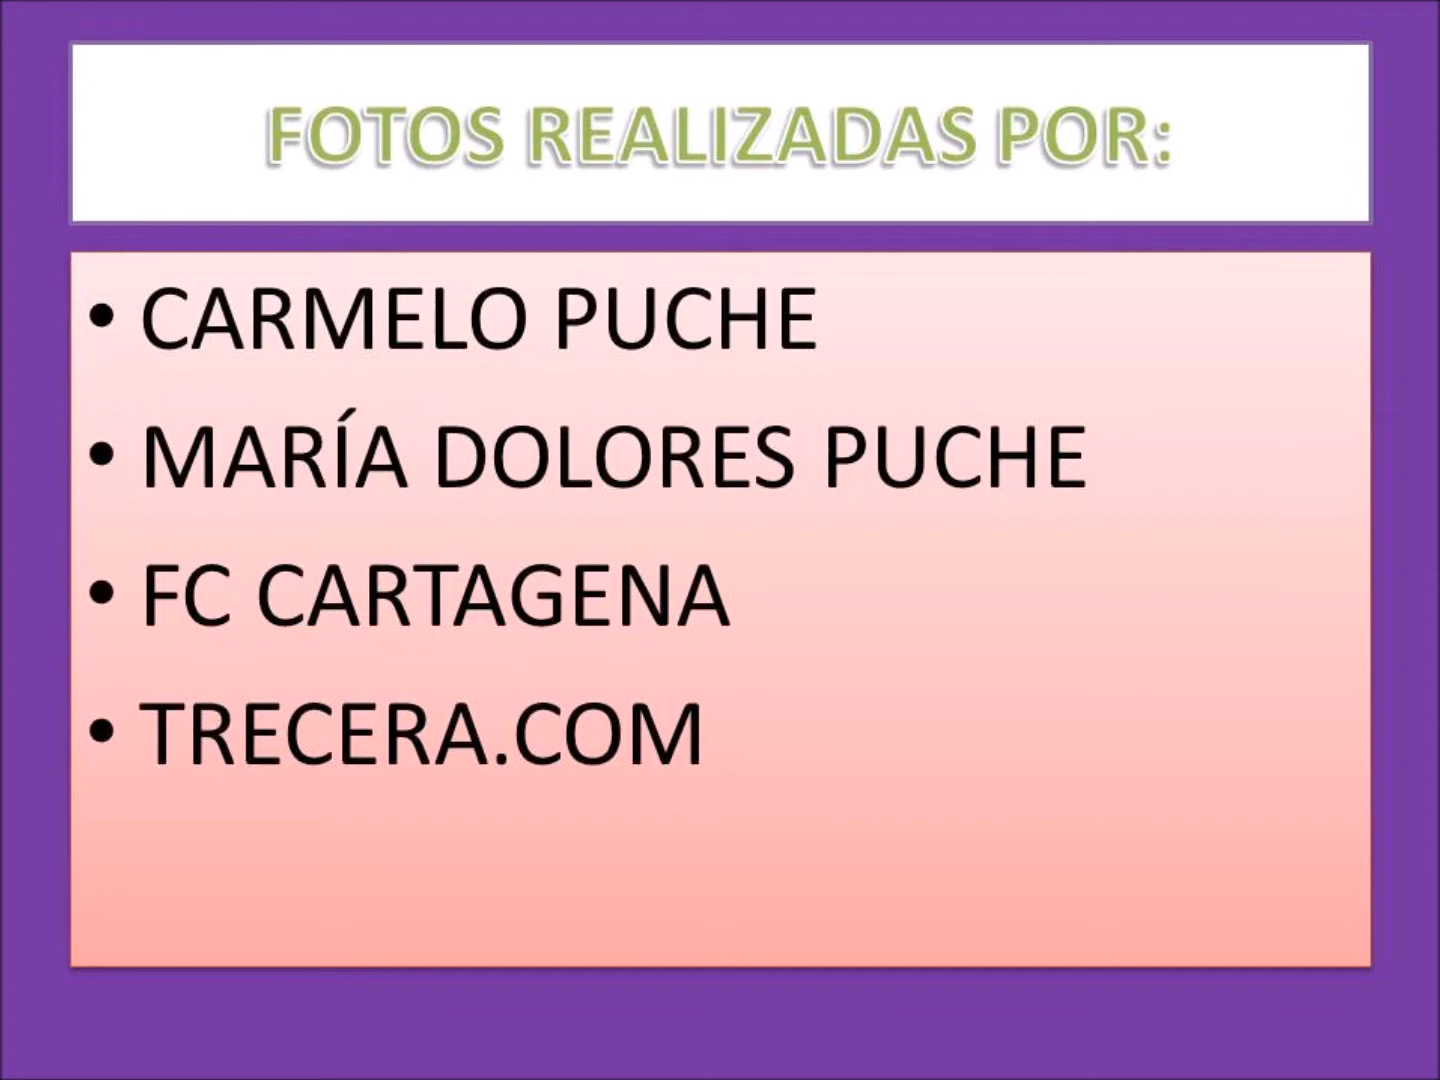 FOTOS REALIZADAS POR:
• CARMELO PUCHE
• MARÍA DOLORES PUCHE
• FC CARTAGENA
• TRECERA.COM